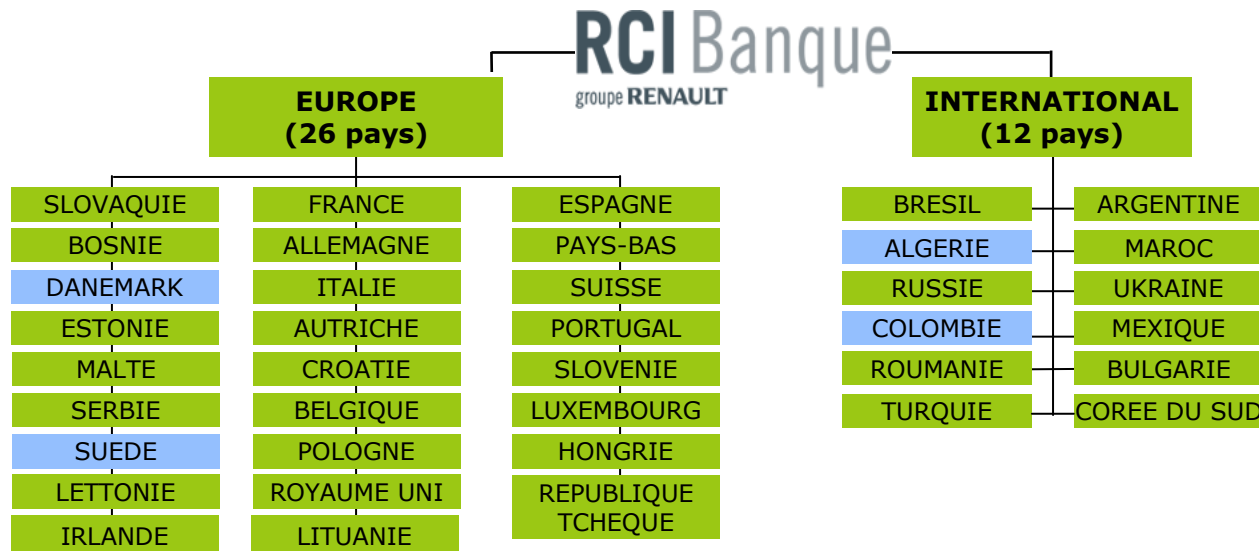 RCI Banque
groupe RENAULT
EUROPE
(26 pays)
INTERNATIONAL
(12 pays)
SLOVAQUIE
BOSNIE
DANEMARK
ESTONIE
MALTE
SERBIE
SUEDE
LETTONIE
IRLANDE
FRANCE
ALLEMAGNE
ITALIE
AUTRICHE
CROATIE
BELGIQUE
POLOGNE
ROYAUME UNI
LITUANIE
ESPAGNE
PAYS-BAS
SUISSE
PORTUGAL
SLOVENIE
LUXEMBOURG
HONGRIE
REPUBLIQUE
TCHEQUE
BRESIL
ALGERIE
RUSSIE
COLOMBIE
ROUMANIE
TURQUIE
ARGENTINE
MAROC
UKRAINE
MEXIQUE
BULGARIE
COREE DU SUD